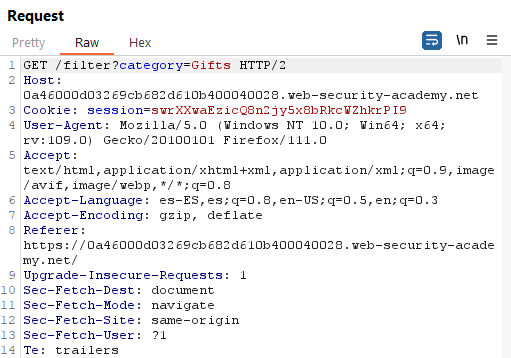 Request
Pretty Raw Hex \n
1 GET /filter?category=Gifts HTTP/2
2 Host:
0a46000d03269cb682d610b400040028.web-security-academy.net
3 Cookie: session=swrXXwaEzicQ8n2jy5x8bRkcWZhkrPI9
4 User-Agent: Mozilla/5.0 (Windows NT 10.0; Win64; x64;
rv:109.0) Gecko/20100101 Firefox/111.0
5 Accept:
text/html,application/xhtml+xml,application/xml;q=0.9,image
/avif,image/webp,*/*;q=0.8
6 Accept-Language: es-ES,es;q=0.8,en-US;q=0.5,en;q=0.3
7 Accept-Encoding: gzip, deflate
8 Referer:
https://0a46000d03269cb682d610b400040028.web-security-acade
my.net/
9 Upgrade-Insecure-Requests: 1
10 Sec-Fetch-Dest: document
11 Sec-Fetch-Mode: navigate
12 Sec-Fetch-Site: same-origin
13 Sec-Fetch-User: ?1
14 Te: trailers